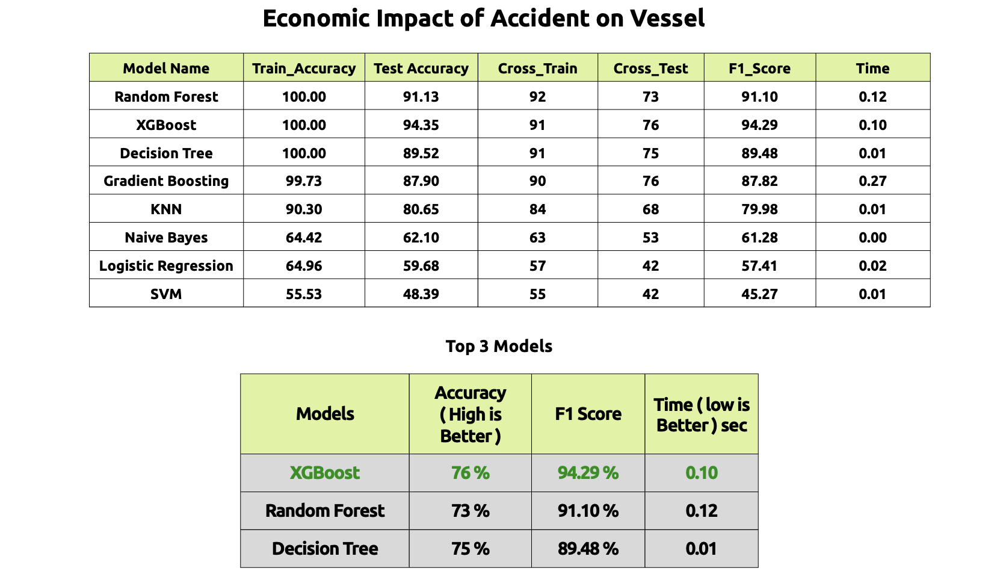 Economic Impact of Accident on Vessel
Model Name Train_Accuracy Test Accuracy Cross_Train Cross_Test F1_Score Time
Random Forest 100.00 91.13 92 73 91.10 0.12
XGBoost 100.00 94.35 91 76 94.29 0.10
Decision Tree 100.00 89.52 91 75 89.48 0.01
Gradient Boosting 99.73 87.90 90 76 87.82 0.27
KNN 90.30 80.65 84 68 79.98 0.01
Naive Bayes 64.42 62.10 63 53 61.28 0.00
Logistic Regression 64.96 59.68 57 42 57.41 0.02
SVM 55.53 48.39 55 42 45.27 0.01
Top 3 Models
Models
Accuracy
( High is
Better )
F1 Score
Time ( low is
Better ) sec
XGBoost 76 % 94.29 % 0.10
Random Forest 73 % 91.10 % 0.12
Decision Tree 75 % 89.48 % 0.01